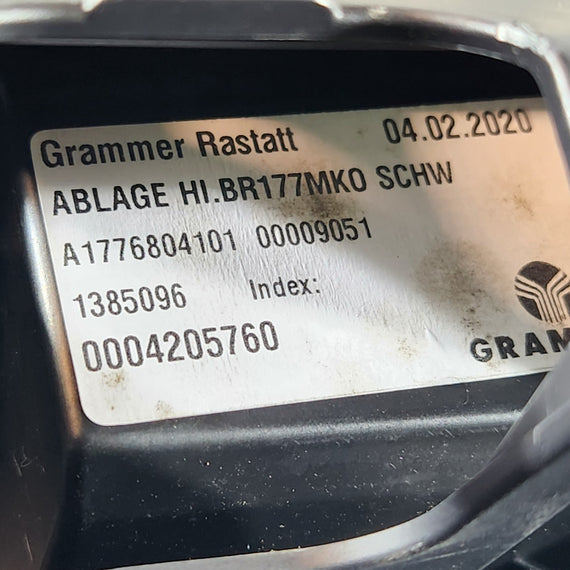 Grammer Rastatt 04.02.2020
ABLAGE HI.BR177MKO SCHW
A1776804101 00009051
1385096 Index:
0004205760
GRAM